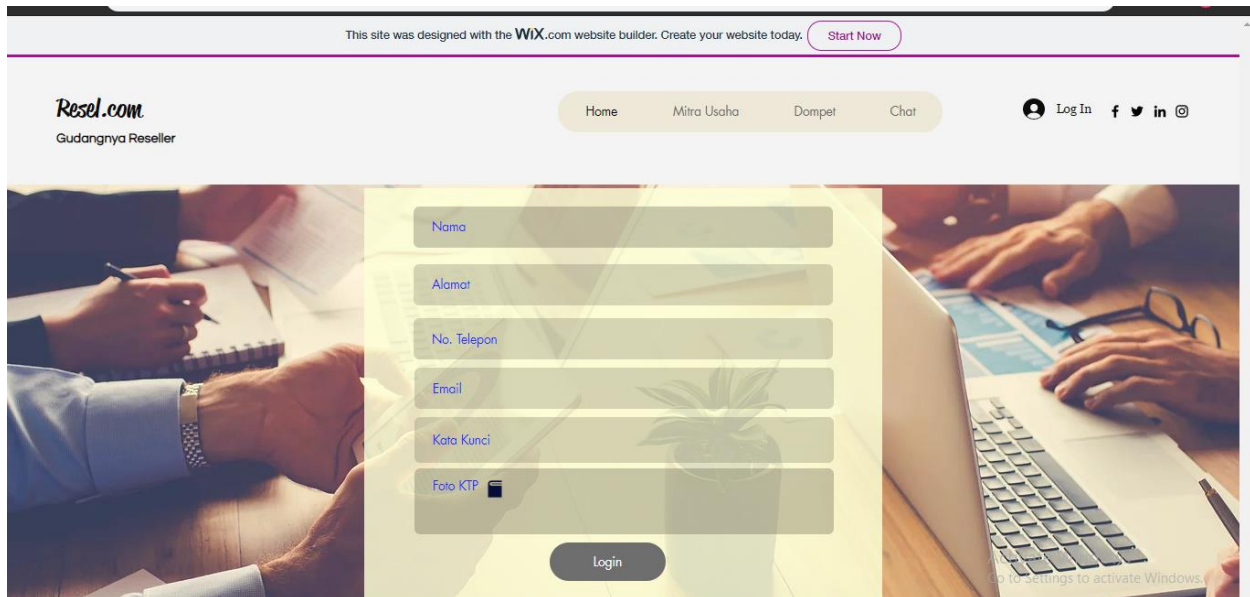 This site was designed with the WiX.com website builder. Create your website today. Start Now
Resel.com
Gudangnya Reseller
Home Mitra Usaha Dompet Chat
Log In
Nama
Alamat
No. Telepon
Email
Kata Kunci
Foto KTP
Login
Go to Settings to activate Windows.